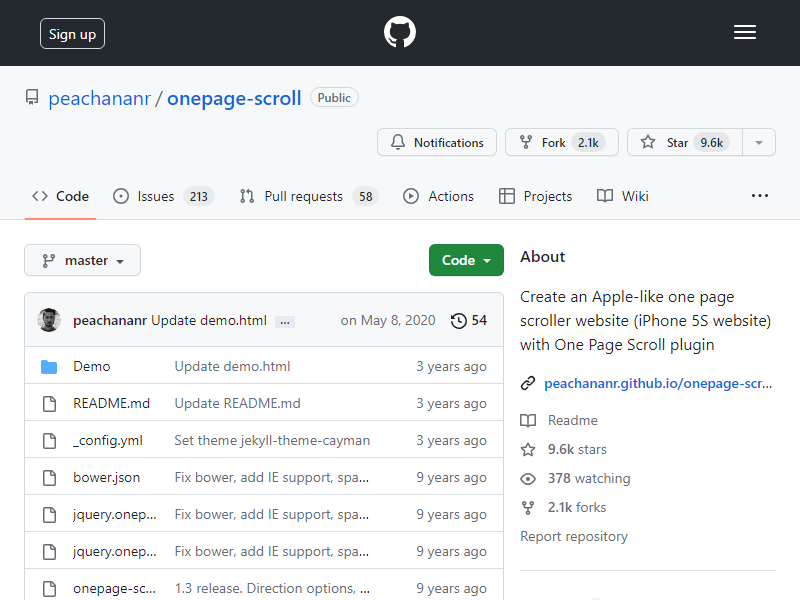 Sign up
peachananr / onepage-scroll Public
Notifications Fork 2.1k Star 9.6k
Code Issues 213 Pull requests 58 Actions Projects Wiki
master Code
peachananr Update demo.html ... on May 8, 2020 54
Demo Update demo.html 3 years ago
README.md Update README.md 3 years ago
_config.yml Set theme jekyll-theme-cayman 3 years ago
bower.json Fix bower, add IE support, spa... 9 years ago
jquery.onep... Fix bower, add IE support, spa... 9 years ago
jquery.onep... Fix bower, add IE support, spa... 9 years ago
onepage-sc... 1.3 release. Direction options, ... 9 years ago
About
Create an Apple-like one page
scroller website (iPhone 5S website)
with One Page Scroll plugin
peachananr.github.io/onepage-scr...
Readme
9.6k stars
378 watching
2.1k forks
Report repository